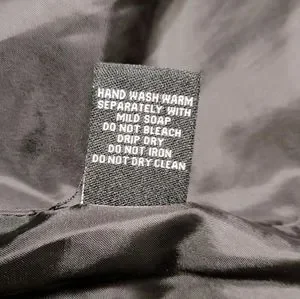 HAND WASH WARM
SEPARATELY WITH
MILD SOAP
DO NOT BLEACH
DRIP DRY
DO NOT IRON
DO NOT DRY CLEAN